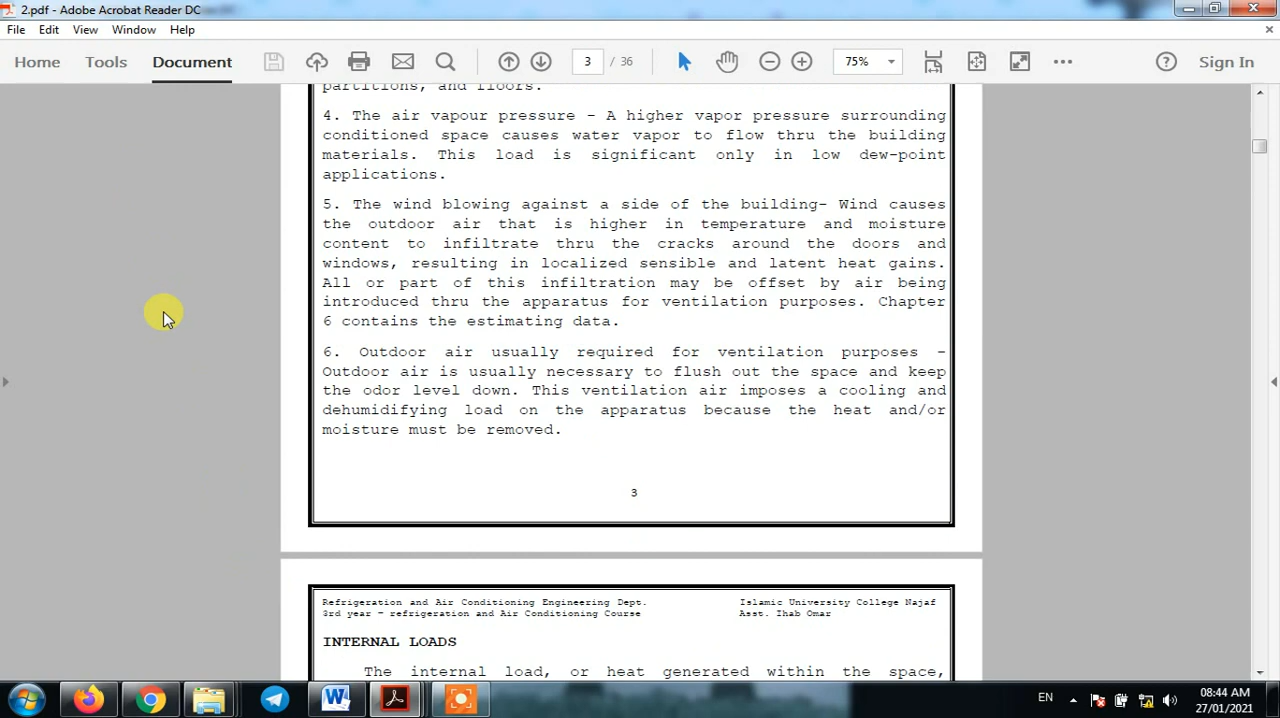 2.pdf - Adobe Acrobat Reader DC
File Edit View Window Help
Home Tools Document 3 / 36 75% Sign In
partitions, and floors.
4. The air vapour pressure - A higher vapor pressure surrounding
conditioned space causes water vapor to flow thru the building
materials. This load is significant only in low dew-point
applications.
5. The wind blowing against a side of the building- Wind causes
the outdoor air that is higher in temperature and moisture
content to infiltrate thru the cracks around the doors and
windows, resulting in localized sensible and latent heat gains.
All or part of this infiltration may be offset by air being
introduced thru the apparatus for ventilation purposes. Chapter
6 contains the estimating data.
6. Outdoor air usually required for ventilation purposes -
Outdoor air is usually necessary to flush out the space and keep
the odor level down. This ventilation air imposes a cooling and
dehumidifying load on the apparatus because the heat and/or
moisture must be removed.
3
Refrigeration and Air Conditioning Engineering Dept. Islamic University College Najaf
3rd year - refrigeration and Air Conditioning Course Asst. Ihab Omar
INTERNAL LOADS
The internal load, or heat generated within the space,
EN 08:44 AM
27/01/2021